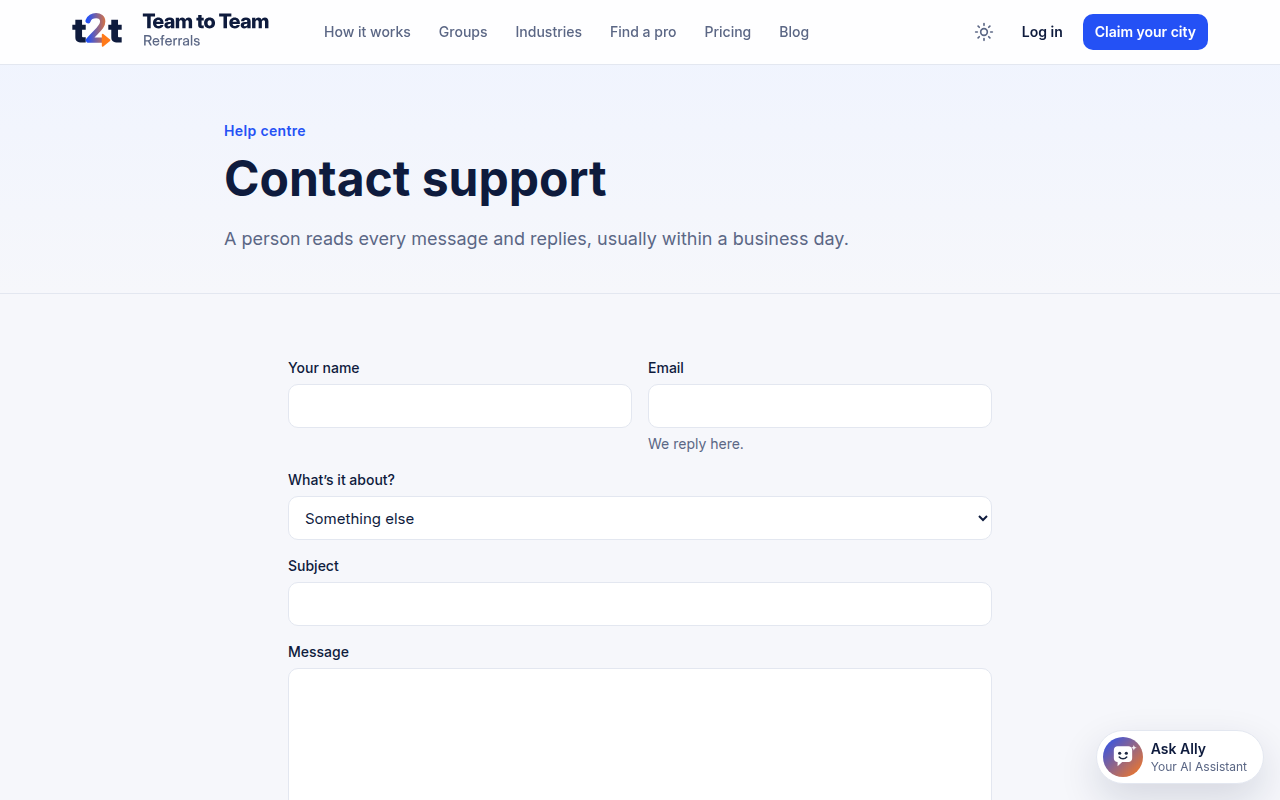 t2t
Team to Team
Referrals
How it works
Groups
Industries
Find a pro
Pricing
Blog
Log in
Claim your city
Help centre
Contact support
A person reads every message and replies, usually within a business day.
Your name
Email
We reply here.
What's it about?
Something else
Subject
Message
Ask Ally
Your AI Assistant